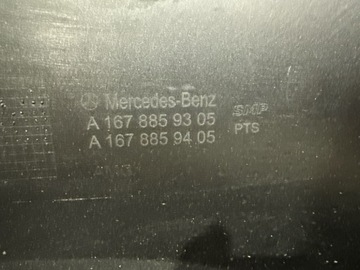 Mercedes-Benz
A 167 885 93 05
A 167 885 94 05
SMP
PTS